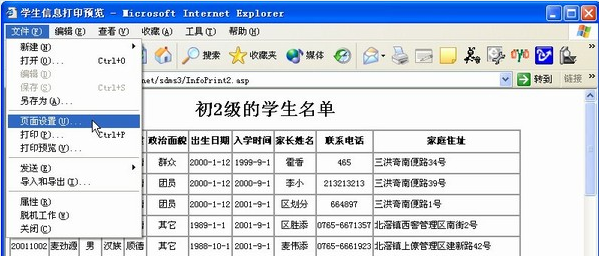 学生信息打印预览 - Microsoft Internet Explorer
文件(F) 编辑(E) 查看(V) 收藏(A) 工具(T) 帮助(H)
新建(N)
打开(O)... Ctrl+O
编辑(D)
保存(S) Ctrl+S
另存为(A)...
页面设置(U)...
打印(P)... Ctrl+P
打印预览(V)...
发送(E)
导入和导出(I)...
属性(R)
脱机工作(W)
关闭(C)
搜索 收藏夹 媒体
net/sdms3/InfoPrint2.asp 转到 链接 »
初2级的学生名单
政治面貌 出生日期 入学时间 家长姓名 联系电话 家庭住址
群众 2000-1-12 1999-9-1 霍香 465 三洪奇南便路34号
团员 2000-1-12 2000-9-1 李小 213213213 三洪奇南便路39号
团员 2000-1-12 2001-9-1 区划分 664897 三洪奇南便路1号
其它 1989-1-1 2001-9-1 区胜添 0765-6671357 北滘镇西窖管理区南街2号
20011002 麦劲源 男 汉族 顺德 其它 1988-10-1 2001-9-1 麦伟添 0765-6661923 北滘镇上僚管理区建新路42号